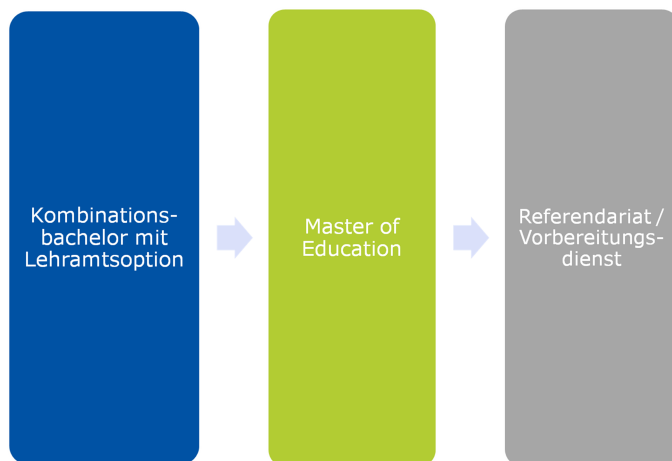 Kombinations-
bachelor mit
Lehramtsoption
Master of
Education
Referendariat /
Vorbereitungs-
dienst